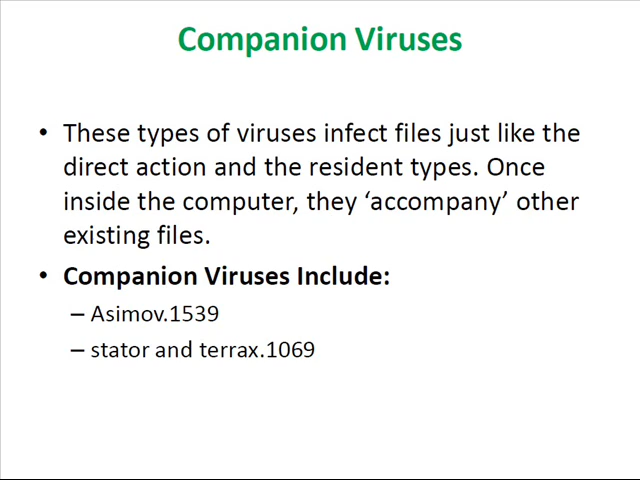 Companion Viruses
• These types of viruses infect files just like the
direct action and the resident types. Once
inside the computer, they ‘accompany’ other
existing files.
• Companion Viruses Include:
– Asimov.1539
– stator and terrax.1069